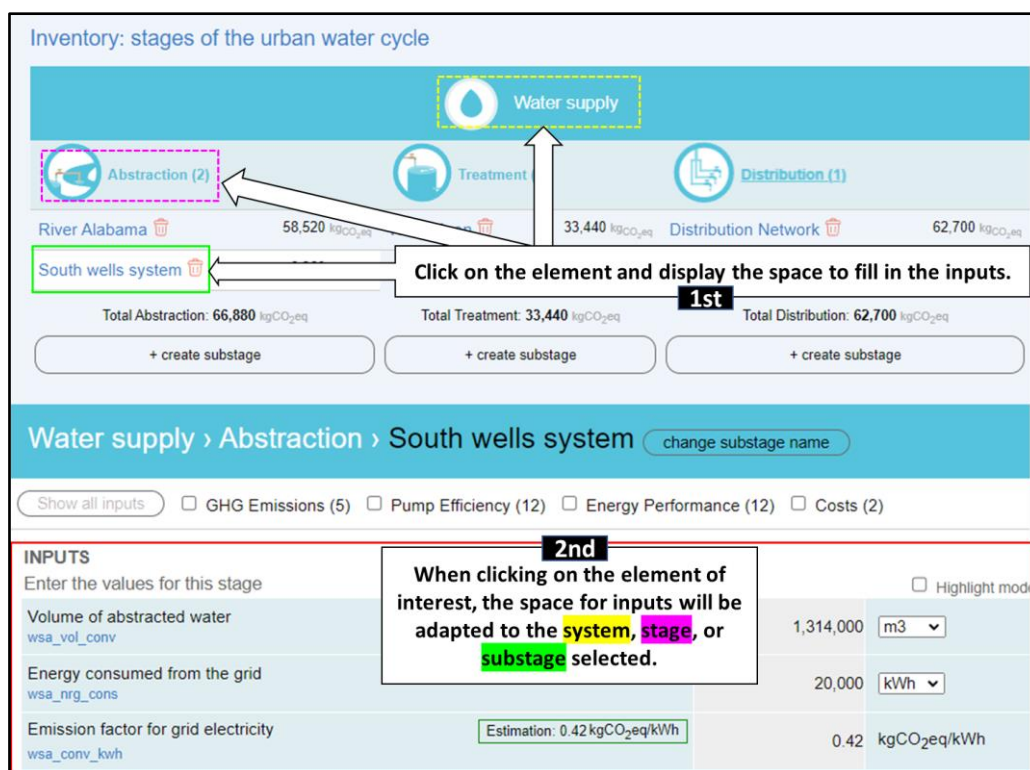 Inventory: stages of the urban water cycle
Water supply
Abstraction (2)
Treatment (
Distribution (1)
River Alabama 58,520 kgCO2eq 33,440 kgCO2eq Distribution Network 62,700 kgCO2eq
South wells system
Click on the element and display the space to fill in the inputs.
1st
Total Abstraction: 66,880 kgCO2eq Total Treatment: 33,440 kgCO2eq Total Distribution: 62,700 kgCO2eq
+ create substage + create substage + create substage
Water supply › Abstraction › South wells system change substage name
Show all inputs GHG Emissions (5) Pump Efficiency (12) Energy Performance (12) Costs (2)
INPUTS
Enter the values for this stage
Highlight mode
2nd
When clicking on the element of
interest, the space for inputs will be
adapted to the system, stage, or
substage selected.
Volume of abstracted water 1,314,000 m3
wsa_vol_conv
Energy consumed from the grid 20,000 kWh
wsa_nrg_cons
Emission factor for grid electricity Estimation: 0.42 kgCO2eq/kWh 0.42 kgCO2eq/kWh
wsa_conv_kwh